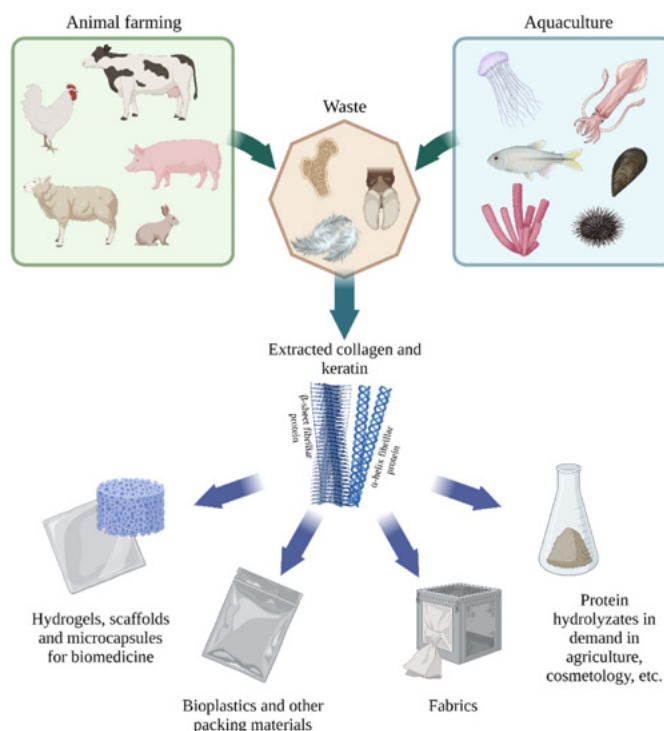 Animal farming
Aquaculture
Waste
Extracted collagen and
keratin
β-sheet fibrillar
protein
α-helix fibrillar
protein
Hydrogels, scaffolds
and microcapsules
for biomedicine
Bioplastics and other
packing materials
Fabrics
Protein
hydrolyzates in
demand in
agriculture,
cosmetology, etc.